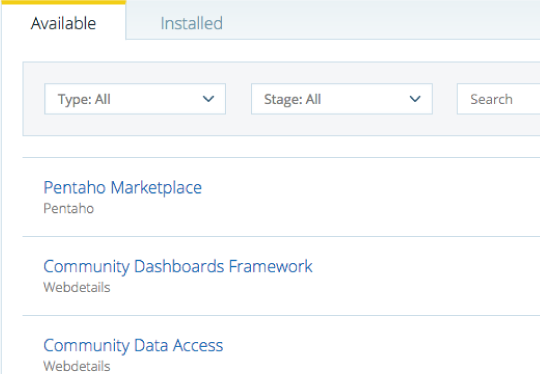 Available Installed
Type: All Stage: All Search
Pentaho Marketplace
Pentaho
Community Dashboards Framework
Webdetails
Community Data Access
Webdetails